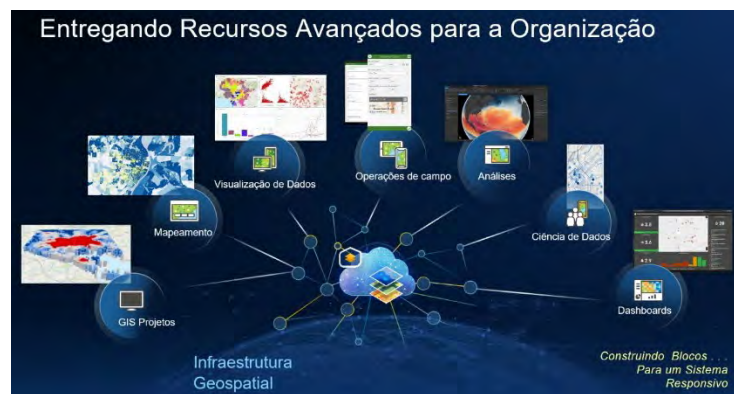 Entregando Recursos Avançados para a Organização
Visualização de Dados
Operações de campo
Análises
Mapeamento
Ciência de Dados
GIS Projetos
Dashboards
Infraestrutura
Geospatial
Construindo Blocos . . .
Para um Sistema
Responsivo